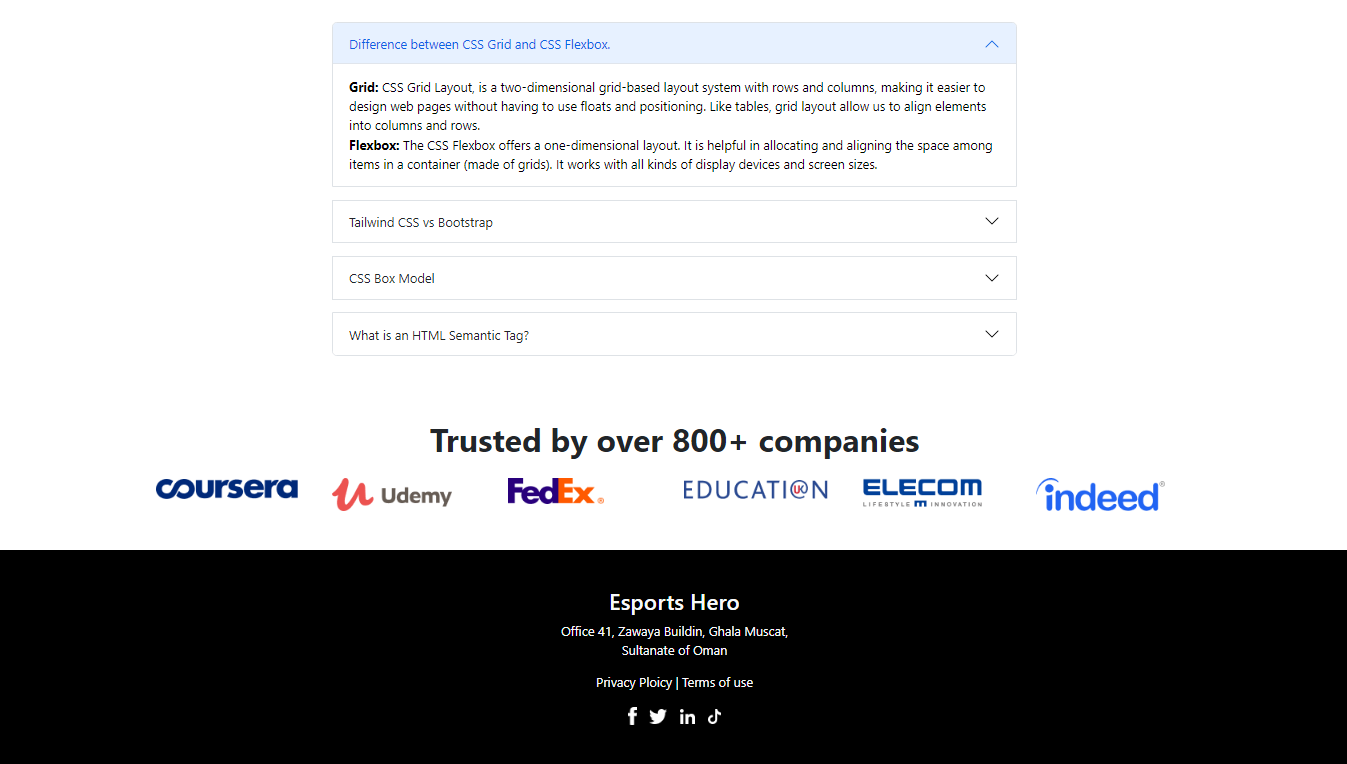 Difference between CSS Grid and CSS Flexbox.
Grid: CSS Grid Layout, is a two-dimensional grid-based layout system with rows and columns, making it easier to
design web pages without having to use floats and positioning. Like tables, grid layout allow us to align elements
into columns and rows.
Flexbox: The CSS Flexbox offers a one-dimensional layout. It is helpful in allocating and aligning the space among
items in a container (made of grids). It works with all kinds of display devices and screen sizes.
Tailwind CSS vs Bootstrap
CSS Box Model
What is an HTML Semantic Tag?
Trusted by over 800+ companies
coursera Udemy FedEx® EDUCATION UK ELECOM indeed®
LIFESTYLE INNOVATION
Esports Hero
Office 41, Zawaya Buildin, Ghala Muscat,
Sultanate of Oman
Privacy Ploicy | Terms of use